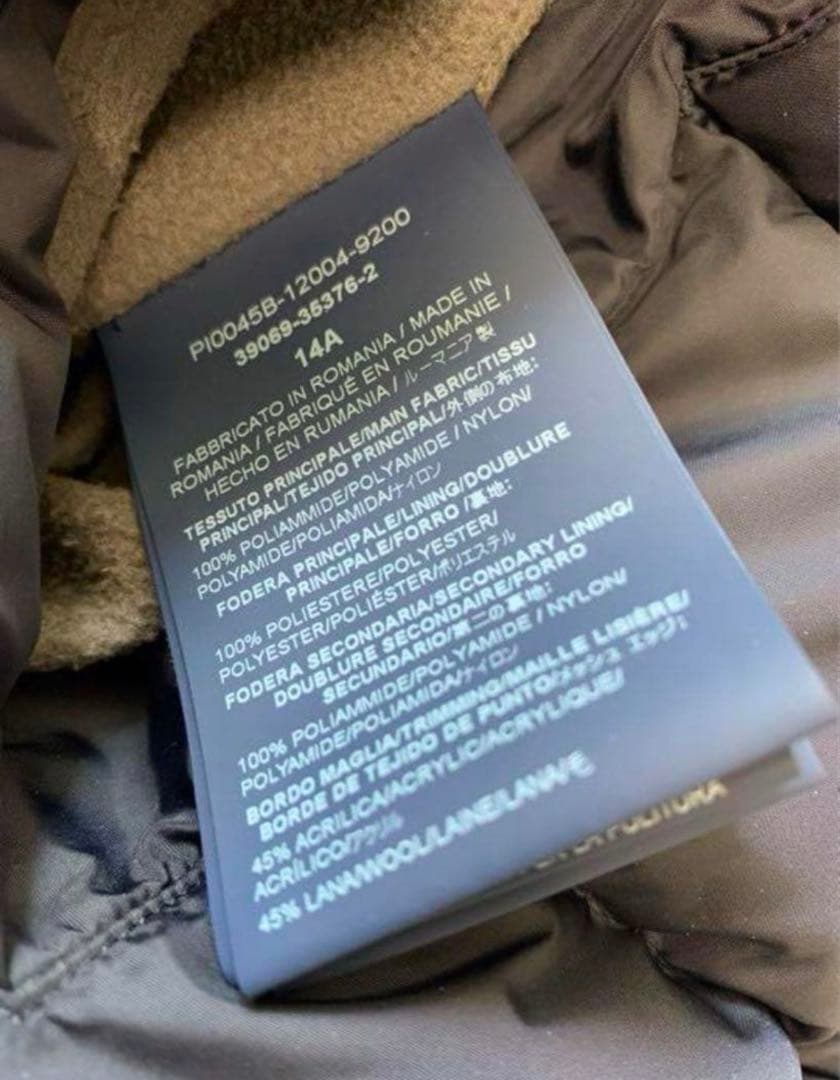 PI0045B-12004-9200
39069-35376-2
14A
FABBRICATO IN ROMANIA / MADE IN
ROMANIA / FABRIQUÉ EN ROUMANIE /
HECHO EN RUMANIA / ルーマニア製
TESSUTO PRINCIPALE/MAIN FABRIC/TISSU
PRINCIPAL/TEJIDO PRINCIPAL/外側の布地:
100% POLIAMMIDE/POLYAMIDE / NYLON/
POLYAMIDE/POLIAMIDA/ナイロン
FODERA PRINCIPALE/LINING/DOUBLURE
PRINCIPALE/FORRO /裏地:
100% POLIESTERE/POLYESTER/
POLYESTER/POLIÉSTER/ポリエステル
FODERA SECONDARIA/SECONDARY LINING/
DOUBLURE SECONDAIRE/FORRO
SECUNDARIO/第二の裏地:
100% POLIAMMIDE/POLYAMIDE / NYLON/
POLYAMIDE/POLIAMIDA/ナイロン
BORDO MAGLIA/TRIMMING/MAILLE LISIÈRE/
BORDE DE TEJIDO DE PUNTO/メッシュ エッジ:
45% ACRILICA/ACRYLIC/ACRYLIQUE/
ACRÍLICO/アクリル
45% LANA/WOOL/LAINE/LANA/毛
PULITURA